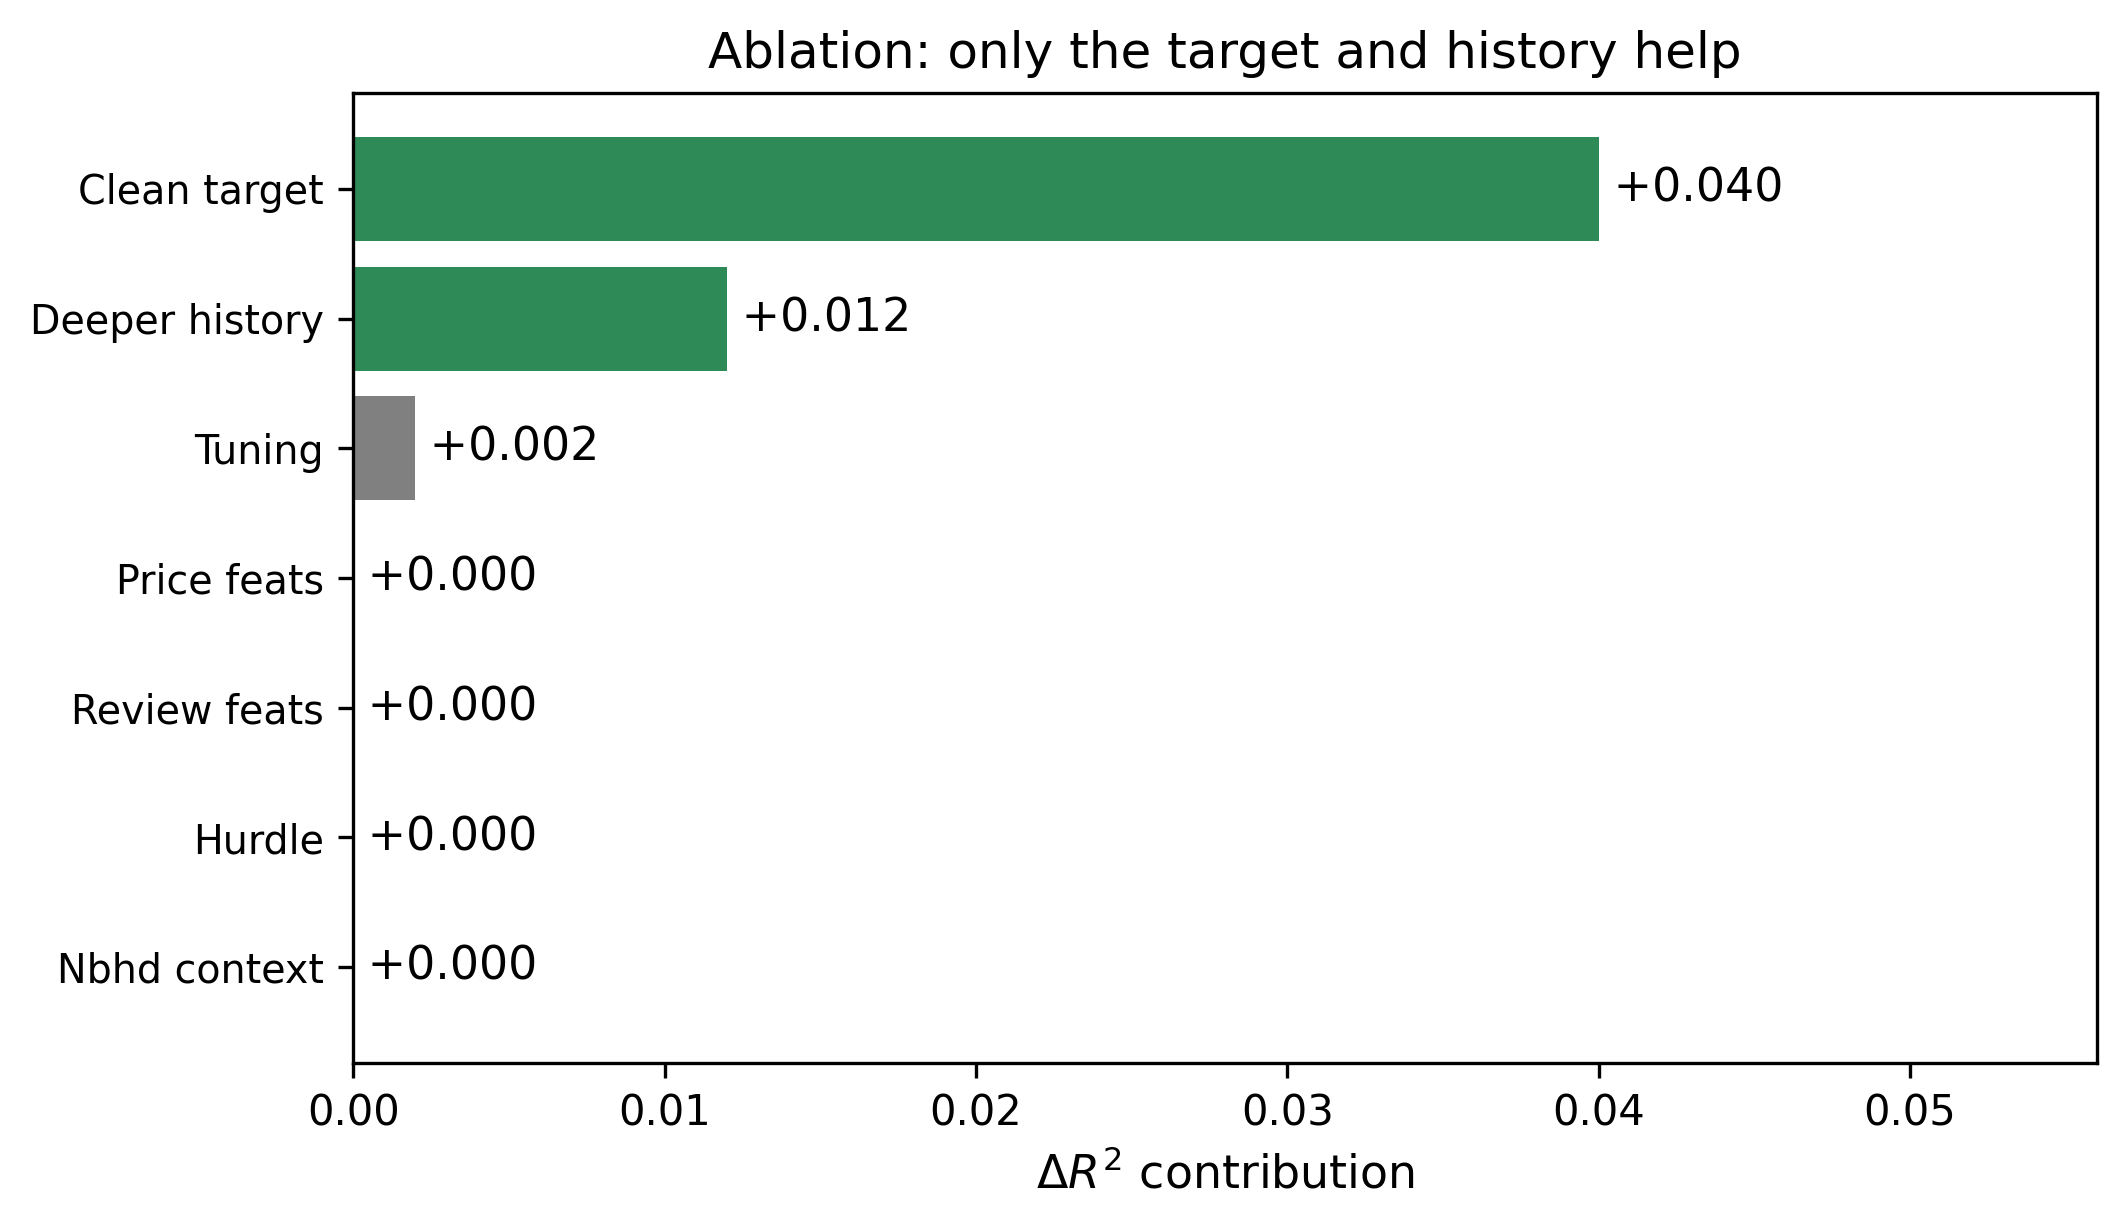 Ablation: only the target and history help
Clean target +0.040
Deeper history +0.012
Tuning +0.002
Price feats +0.000
Review feats +0.000
Hurdle +0.000
Nbhd context +0.000
0.00 0.01 0.02 0.03 0.04 0.05
ΔR² contribution